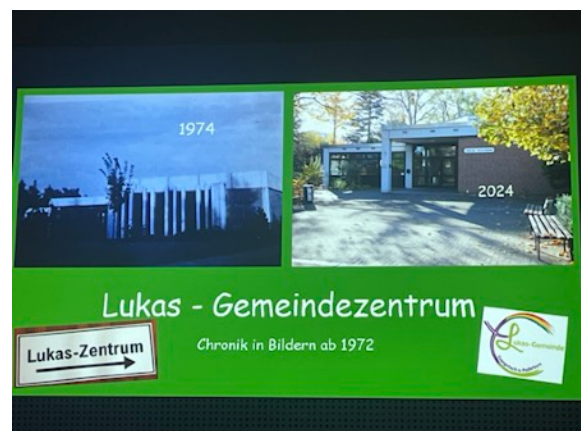 1974
2024
Lukas - Gemeindezentrum
Chronik in Bildern ab 1972
Lukas-Zentrum
Lukas-Gemeinde